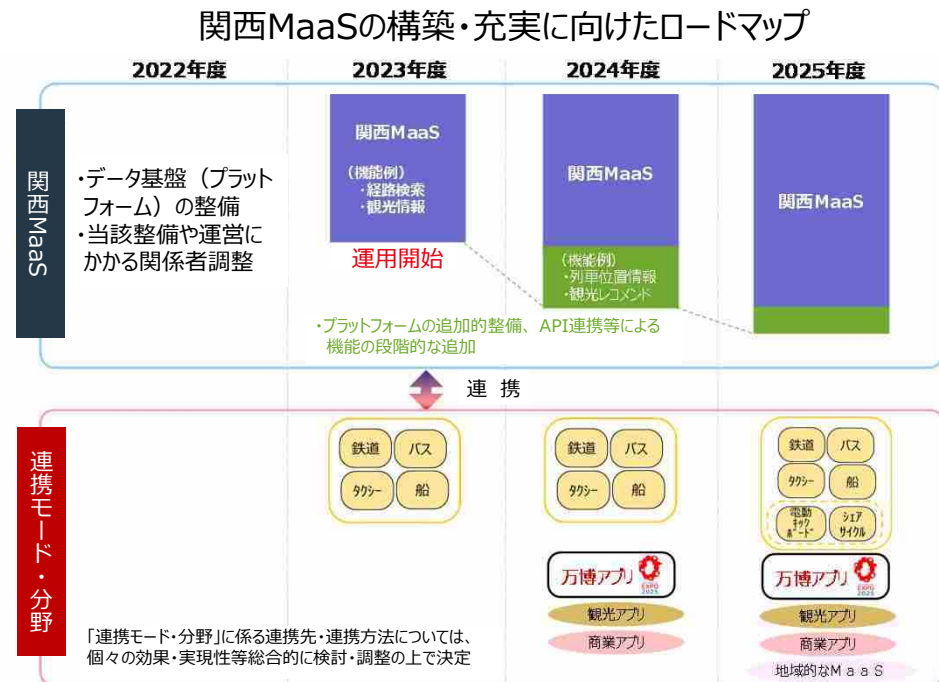 関西MaaSの構築・充実に向けたロードマップ
2022年度
2023年度
2024年度
2025年度
関西MaaS
・データ基盤（プラット
フォーム）の整備
・当該整備や運営に
かかる関係者調整
関西MaaS
（機能例）
・経路検索
・観光情報
運用開始
関西MaaS
（機能例）
・列車位置情報
・観光レコメンド
関西MaaS
・プラットフォームの追加的整備、API連携等による
機能の段階的な追加
連 携
連携モード・分野
鉄道
バス
タクシー
船
鉄道
バス
タクシー
船
万博アプリ
EXPO
2025
観光アプリ
商業アプリ
鉄道
バス
タクシー
船
電動
キック
ボード
シェア
サイクル
万博アプリ
EXPO
2025
観光アプリ
商業アプリ
地域的なMaaS
「連携モード・分野」に係る連携先・連携方法については、
個々の効果・実現性等総合的に検討・調整の上で決定